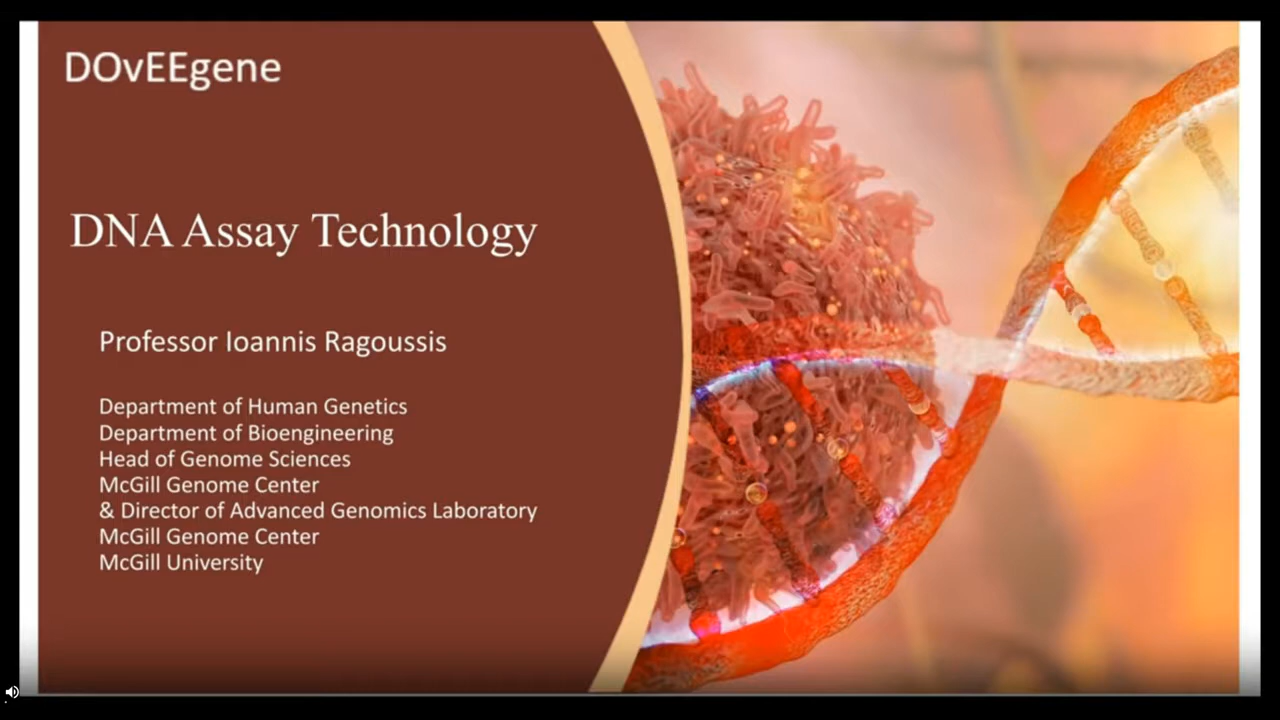 DOvEEgene
DNA Assay Technology
Professor Ioannis Ragoussis
Department of Human Genetics
Department of Bioengineering
Head of Genome Sciences
McGill Genome Center
& Director of Advanced Genomics Laboratory
McGill Genome Center
McGill University